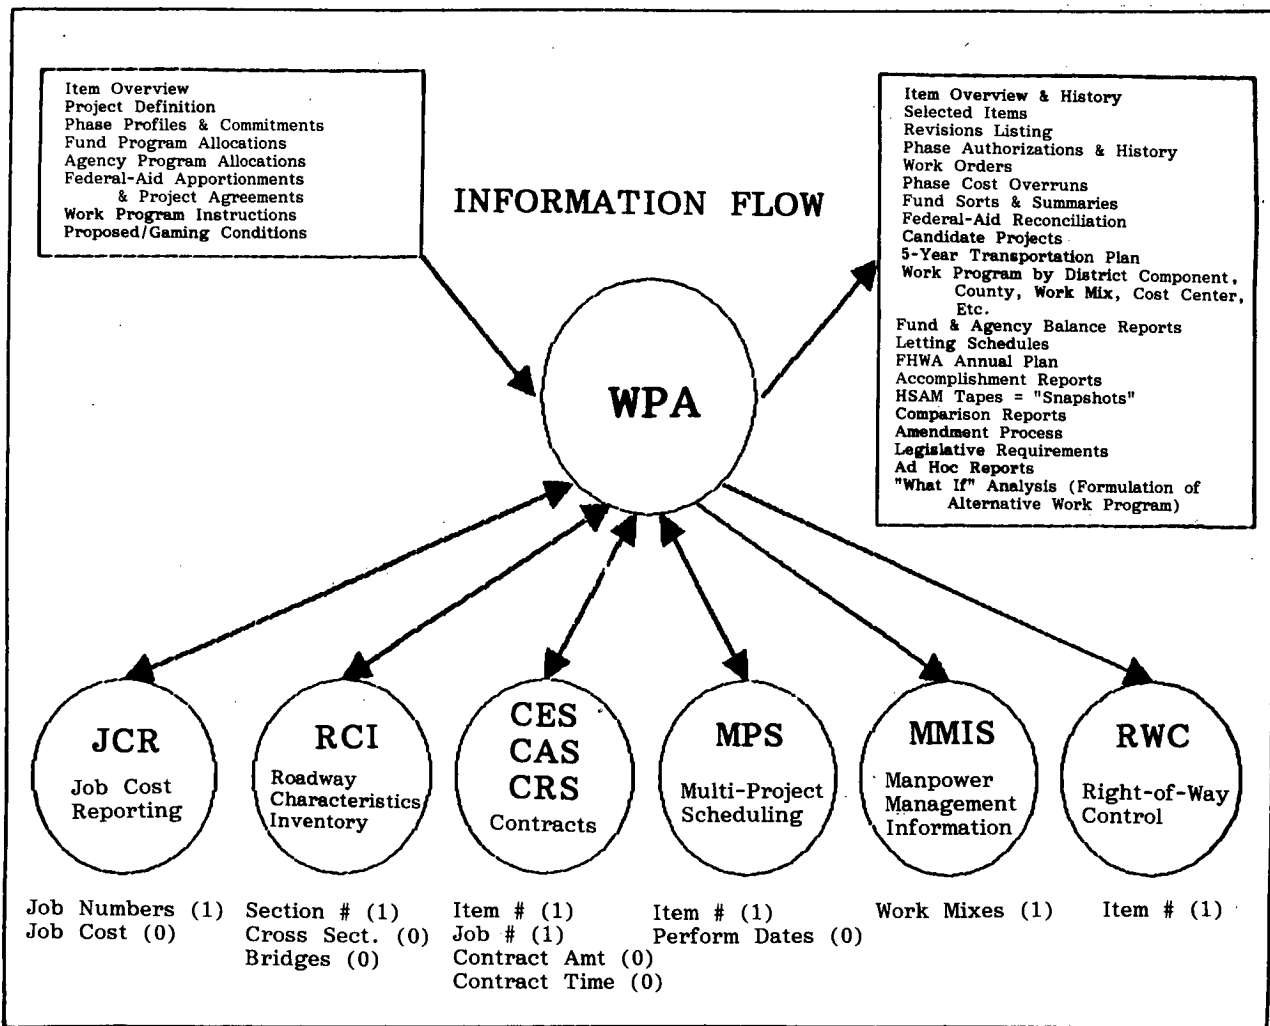 Item Overview
Project Definition
Phase Profiles & Commitments
Fund Program Allocations
Agency Program Allocations
Federal-Aid Apportionments
& Project Agreements
Work Program Instructions
Proposed/Gaming Conditions
INFORMATION FLOW
Item Overview & History
Selected Items
Revisions Listing
Phase Authorizations & History
Work Orders
Phase Cost Overruns
Fund Sorts & Summaries
Federal-Aid Reconciliation
Candidate Projects
5-Year Transportation Plan
Work Program by District Component,
County, Work Mix, Cost Center,
Etc.
Fund & Agency Balance Reports
Letting Schedules
FHWA Annual Plan
Accomplishment Reports
HSAM Tapes = "Snapshots"
Comparison Reports
Amendment Process
Legislative Requirements
Ad Hoc Reports
"What If" Analysis (Formulation of
Alternative Work Program)
WPA
JCR
Job Cost
Reporting
RCI
Roadway
Characteristics
Inventory
CES
CAS
CRS
Contracts
MPS
Multi-Project
Scheduling
MMIS
Manpower
Management
Information
RWC
Right-of-Way
Control
Job Numbers (1)
Job Cost (0)
Section # (1)
Cross Sect. (0)
Bridges (0)
Item # (1)
Job # (1)
Contract Amt (0)
Contract Time (0)
Item # (1)
Perform Dates (0)
Work Mixes (1)
Item # (1)